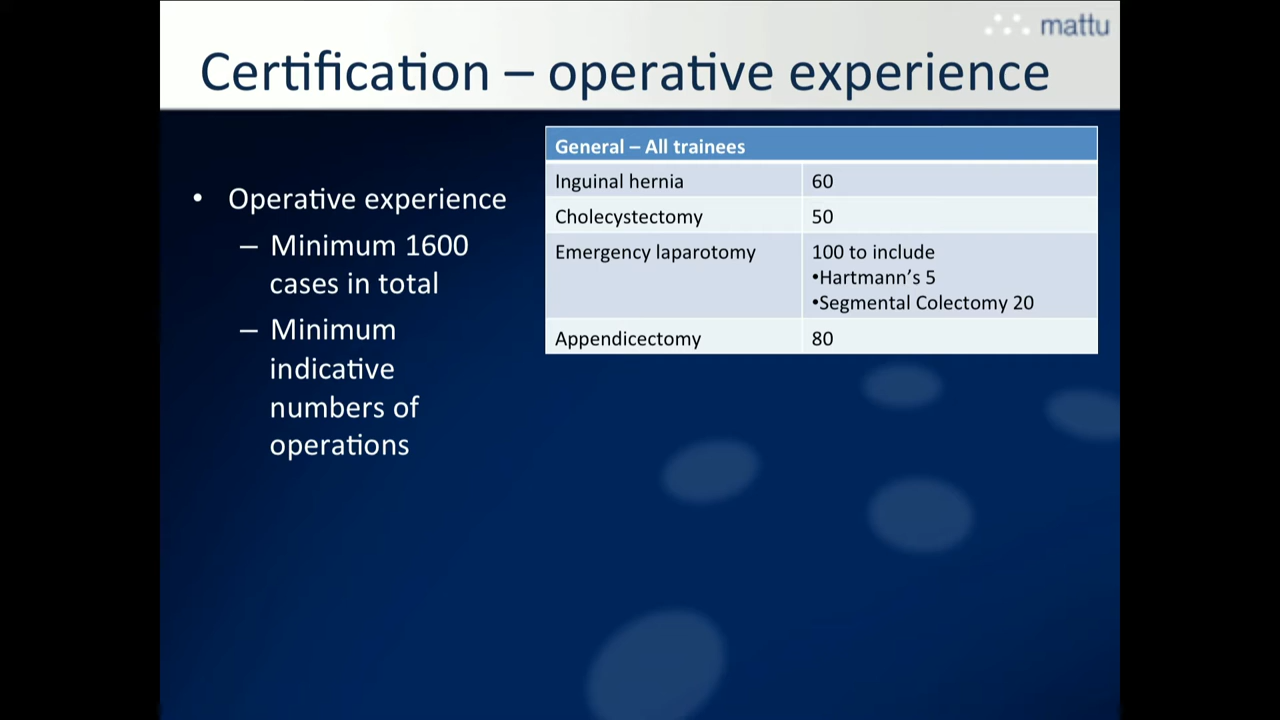 mattu
Certification – operative experience
• Operative experience
– Minimum 1600
cases in total
– Minimum
indicative
numbers of
operations
General – All trainees
Inguinal hernia 60
Cholecystectomy 50
Emergency laparotomy 100 to include
•Hartmann’s 5
•Segmental Colectomy 20
Appendicectomy 80